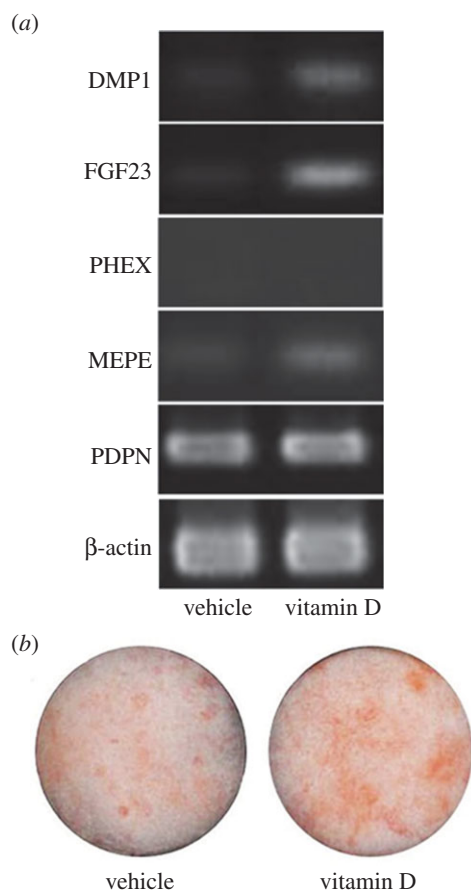 (a)
DMP1
FGF23
PHEX
MEPE
PDPN
β-actin
vehicle vitamin D
(b)
vehicle vitamin D